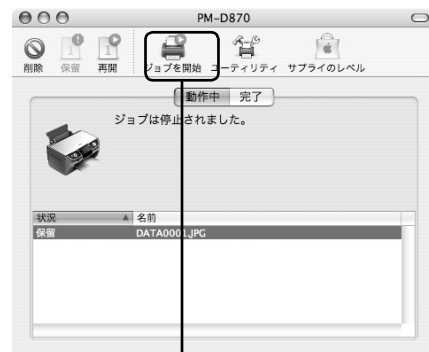 PM-D870
削除 保留 再開 ジョブを開始 ユーティリティ サプライのレベル
動作中 完了
ジョブは停止されました。
状況 名前
保留 DATA0001.JPG